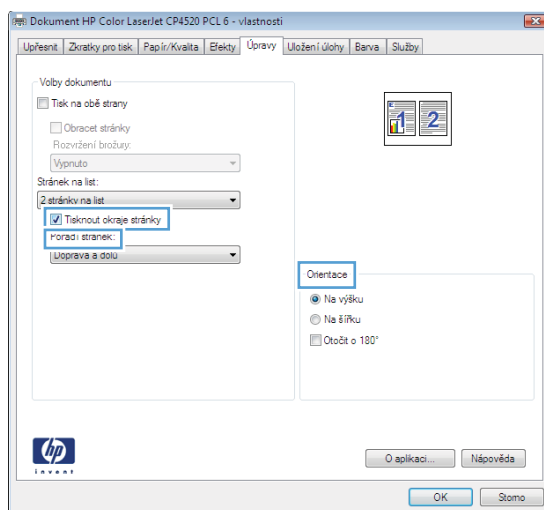 Dokument HP Color LaserJet CP4520 PCL 6 - vlastnosti
Upřesnit Zkratky pro tisk Papír/Kvalita Efekty Úpravy Uložení úlohy Barva Služby
Volby dokumentu
Tisk na obě strany
Obracet stránky
Rozvržení brožury:
Vypnuto
Stránek na list:
2 stránky na list
Tisknout okraje stránky
Pořadí stránek:
Doprava a dolů
1 2
Orientace
Na výšku
Na šířku
Otočit o 180°
hp
invent
O aplikaci... Nápověda
OK Storno